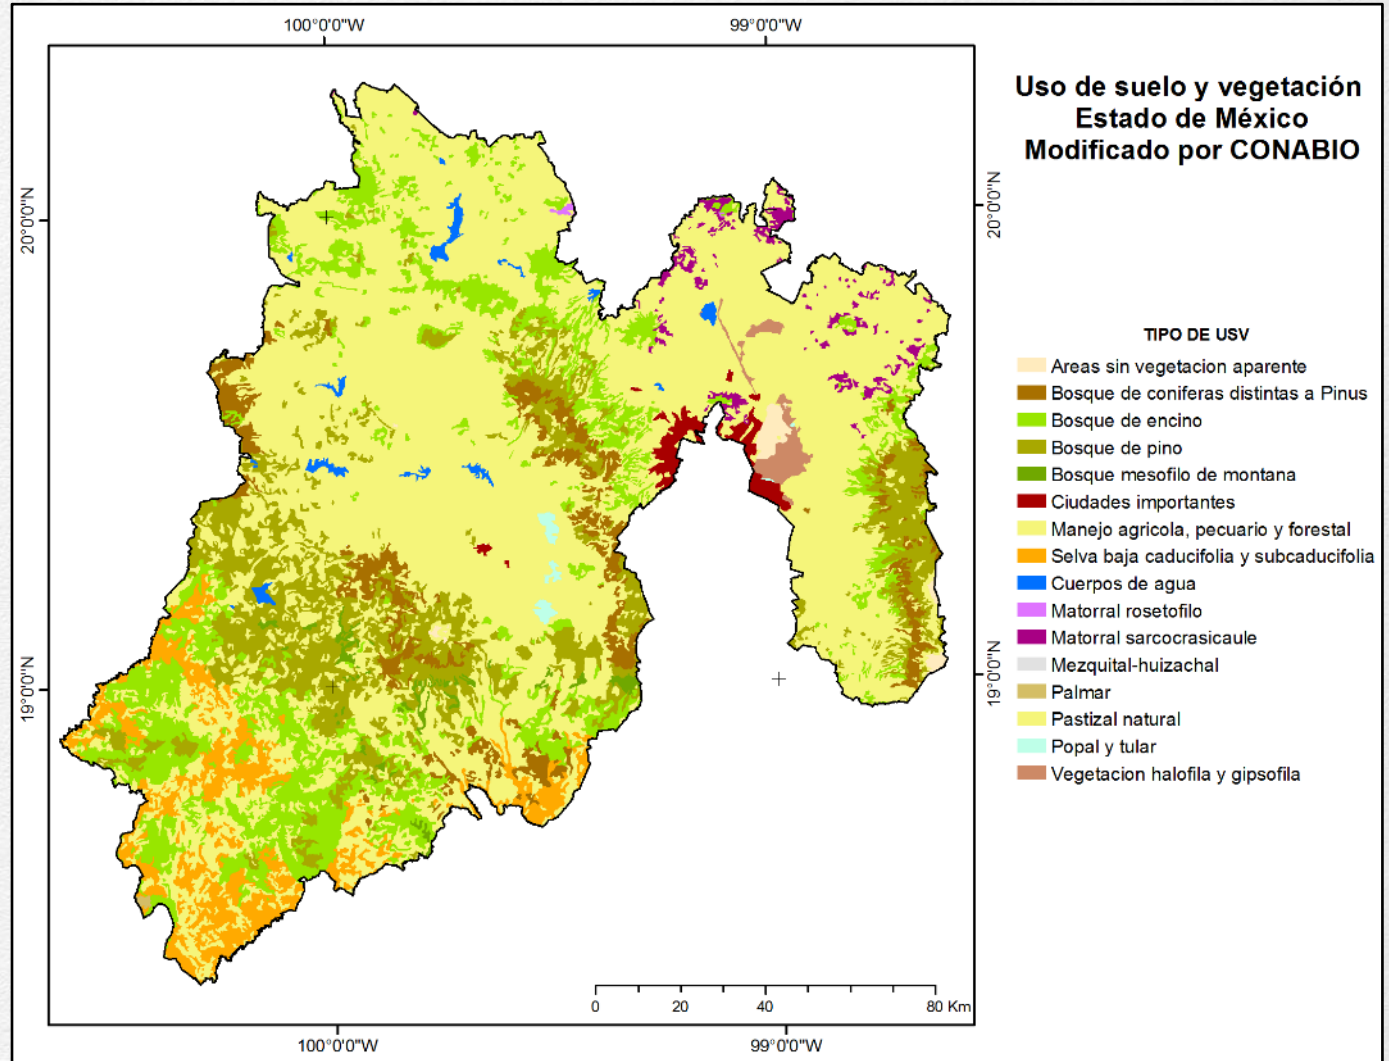 100°0'0"W
99°0'0"W
Uso de suelo y vegetación
Estado de México
Modificado por CONABIO
20°0'0"N
20°0'0"N
TIPO DE USV
Areas sin vegetacion aparente
Bosque de coniferas distintas a Pinus
Bosque de encino
Bosque de pino
Bosque mesofilo de montana
Ciudades importantes
Manejo agricola, pecuario y forestal
Selva baja caducifolia y subcaducifolia
Cuerpos de agua
Matorral rosetofilo
Matorral sarcocrasicaule
Mezquital-huizachal
Palmar
Pastizal natural
Popal y tular
Vegetacion halofila y gipsofila
19°0'0"N
19°0'0"N
0 20 40 80 Km
100°0'0"W
99°0'0"W